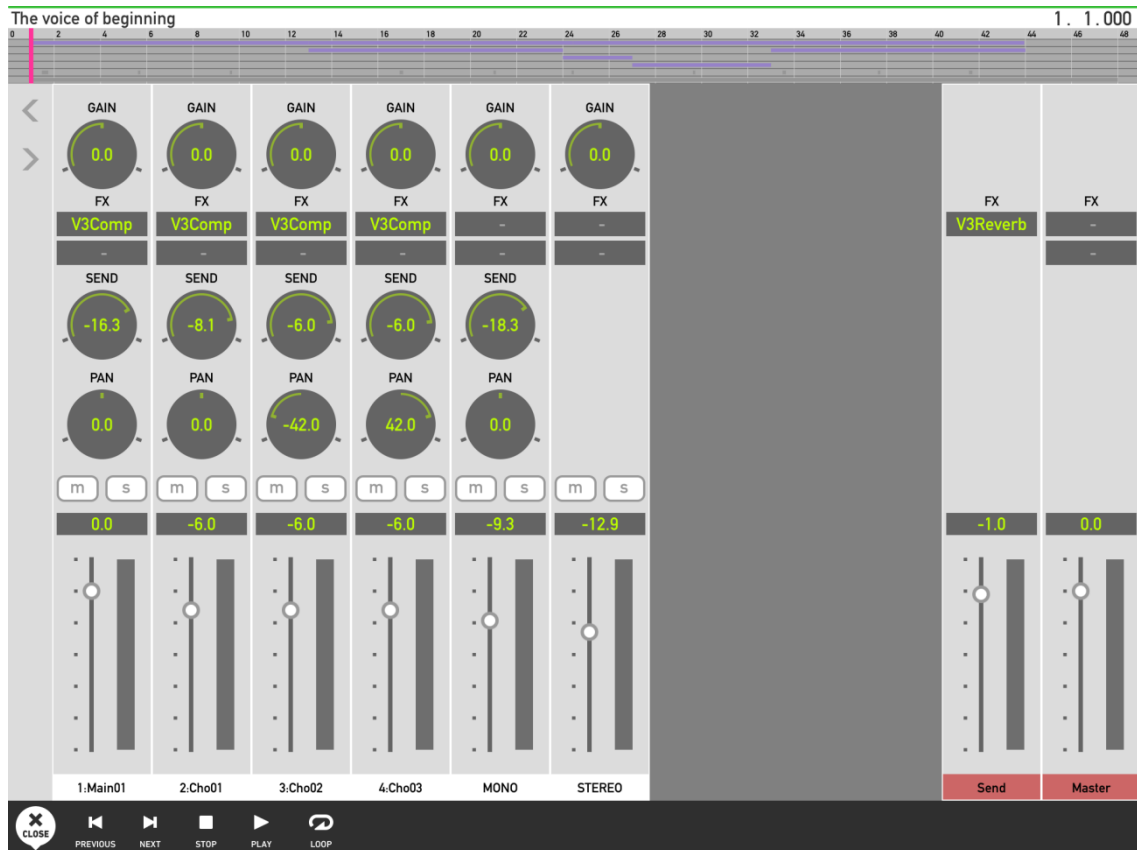 The voice of beginning 1. 1.000
0 2 4 6 8 10 12 14 16 18 20 22 24 26 28 30 32 34 36 38 40 42 44 46 48
GAIN GAIN GAIN GAIN GAIN GAIN
0.0 0.0 0.0 0.0 0.0 0.0
FX FX FX FX FX FX FX FX
V3Comp V3Comp V3Comp V3Comp - - V3Reverb -
- - - - - - -
SEND SEND SEND SEND SEND
-16.3 -8.1 -6.0 -6.0 -18.3
PAN PAN PAN PAN PAN
0.0 0.0 -42.0 42.0 0.0
m s m s m s m s m s m s
0.0 -6.0 -6.0 -6.0 -9.3 -12.9 -1.0 0.0
1:Main01 2:Cho01 3:Cho02 4:Cho03 MONO STEREO Send Master
CLOSE PREVIOUS NEXT STOP PLAY LOOP